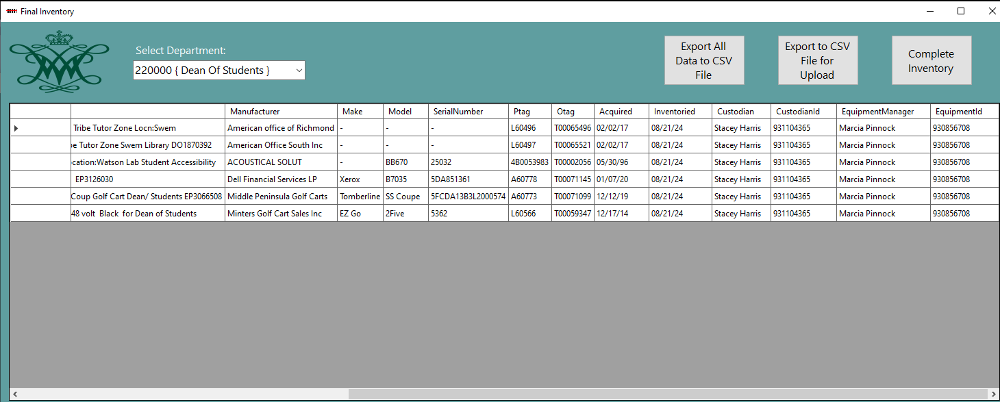 Final Inventory
Select Department:
220000 { Dean Of Students }
Export All
Data to CSV
File
Export to CSV
File for
Upload
Complete
Inventory
Manufacturer Make Model SerialNumber Ptag Otag Acquired Inventoried Custodian CustodianId EquipmentManager EquipmentId
Tribe Tutor Zone Locn:Swem American office of Richmond - - - L60496 T00065496 02/02/17 08/21/24 Stacey Harris 931104365 Marcia Pinnock 930856708
e Tutor Zone Swem Library DO1870392 American Office South Inc - - - L60497 T00065521 02/02/17 08/21/24 Stacey Harris 931104365 Marcia Pinnock 930856708
cation:Watson Lab Student Accessibility ACOUSTICAL SOLUT - BB670 25032 4B0053983 T00002056 05/30/96 08/21/24 Stacey Harris 931104365 Marcia Pinnock 930856708
EP3126030 Dell Financial Services LP Xerox B7035 5DA851361 A60778 T00071145 01/07/20 08/21/24 Stacey Harris 931104365 Marcia Pinnock 930856708
Coup Golf Cart Dean/ Students EP3066508 Middle Peninsula Golf Carts Tomberline SS Coupe 5FCDA13B3L2000574 A60773 T00071099 12/12/19 08/21/24 Stacey Harris 931104365 Marcia Pinnock 930856708
48 volt Black for Dean of Students Minters Golf Cart Sales Inc EZ Go 2Five 5362 L60566 T00059347 12/17/14 08/21/24 Stacey Harris 931104365 Marcia Pinnock 930856708